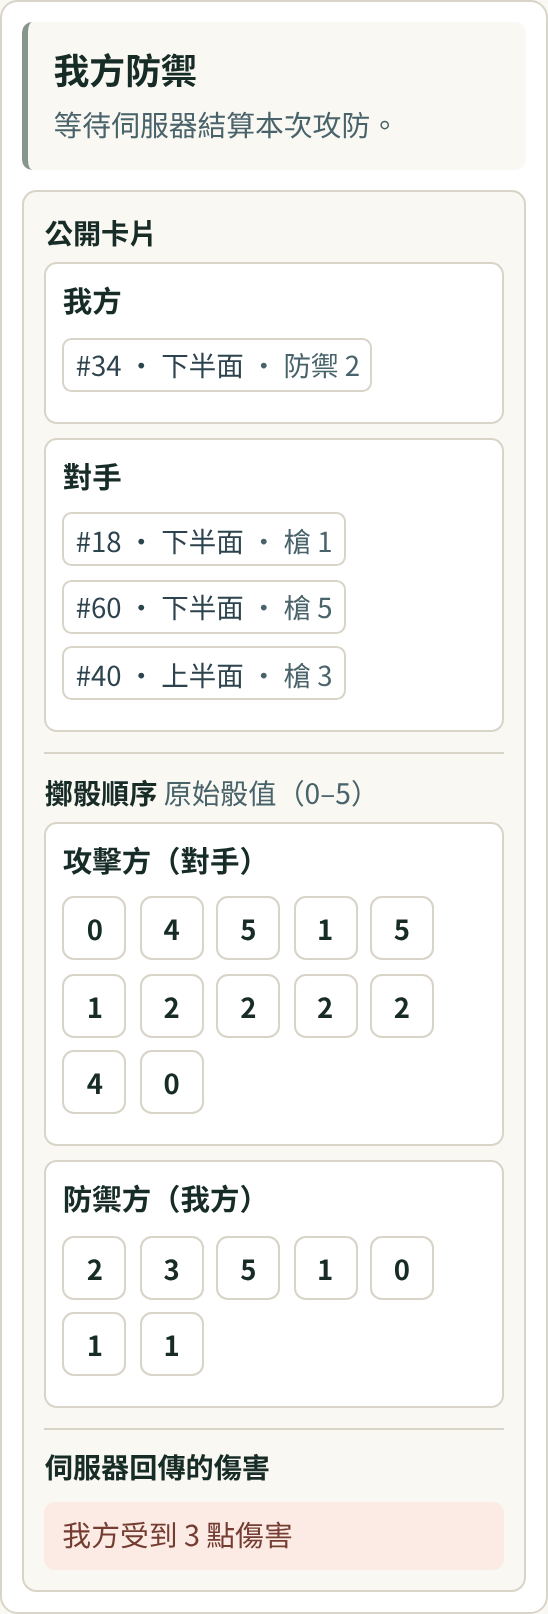 我方防禦
等待伺服器結算本次攻防。
公開卡片
我方
#34 · 下半面 · 防禦 2
對手
#18 · 下半面 · 槍 1
#60 · 下半面 · 槍 5
#40 · 上半面 · 槍 3
擲骰順序 原始骰值（0–5）
攻擊方（對手）
0 4 5 1 5
1 2 2 2 2
4 0
防禦方（我方）
2 3 5 1 0
1 1
伺服器回傳的傷害
我方受到 3 點傷害